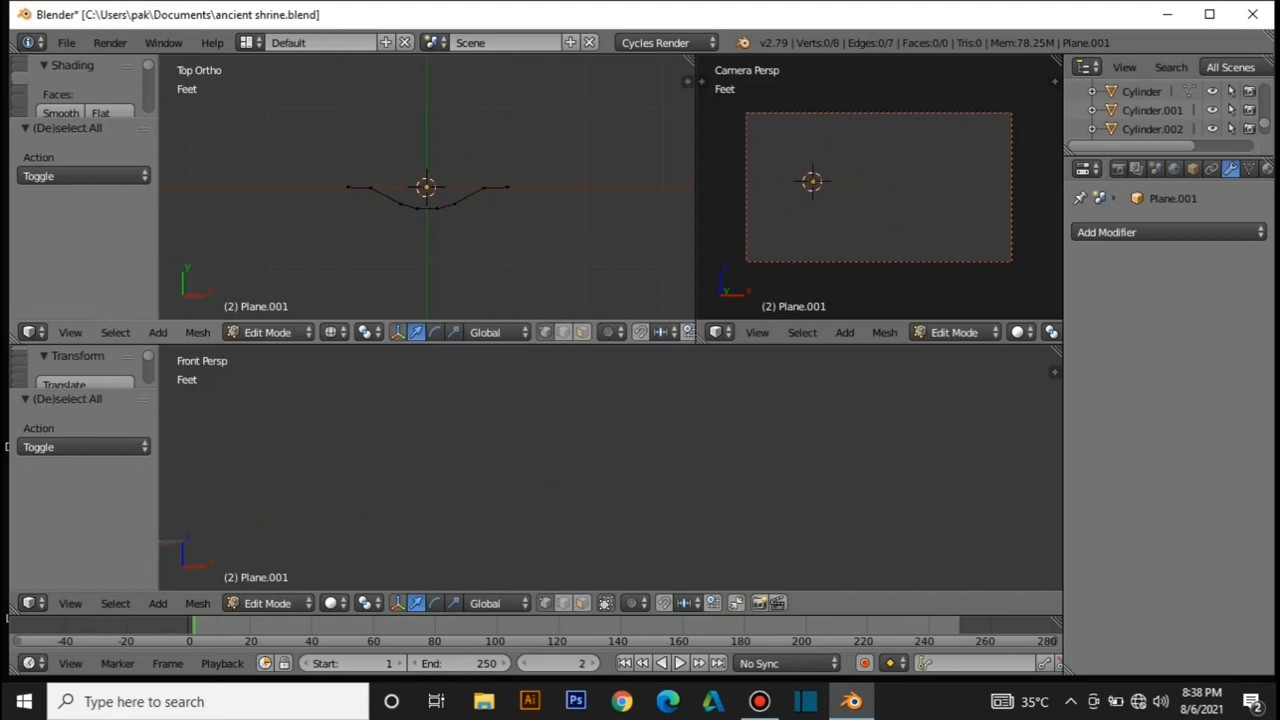 Blender* [C:\Users\pak\Documents\ancient shrine.blend]
File Render Window Help Default Scene Cycles Render v2.79 | Verts:0/8 | Edges:0/7 | Faces:0/0 | Tris:0 | Mem:78.25M | Plane.001
Shading
Faces:
Smooth Flat
(De)select All
Action
Toggle
Top Ortho
Feet
y
(2) Plane.001
View Select Add Mesh Edit Mode Global
Camera Persp
Feet
(2) Plane.001
View Select Add Mesh Edit Mode
View Search All Scenes
Cylinder
Cylinder.001
Cylinder.002
Plane.001
Add Modifier
Transform
Translate
(De)select All
Action
Toggle
Front Persp
Feet
(2) Plane.001
View Select Add Mesh Edit Mode Global
-40 -20 0 20 40 60 80 100 120 140 160 180 200 220 240 260 280
View Marker Frame Playback Start: 1 End: 250 2 No Sync
Type here to search
Ai Ps
35°C
8:38 PM
8/6/2021
2